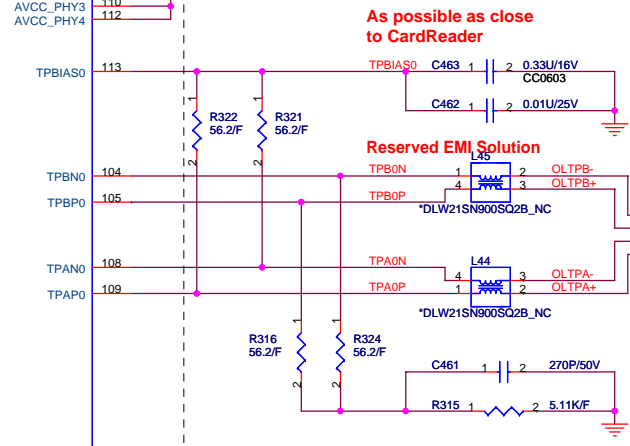 AVCC_PHY3 110
AVCC_PHY4 112
As possible as close
to CardReader
TPBIAS0 113 TPBIAS0 C463 1 2 0.33U/16V
CC0603
C462 1 2 0.01U/25V
1 1
R322 R321
56.2/F 56.2/F
2 2
Reserved EMI Solution
L45
TPBN0 104 TPB0N 1 2 OLTPB-
4 3 OLTPB+
TPBP0 105 TPB0P
*DLW21SN900SQ2B_NC
L44
TPAN0 108 TPA0N 4 3 OLTPA-
TPAP0 109 TPA0P 1 2 OLTPA+
*DLW21SN900SQ2B_NC
1 1
R316 R324
56.2/F 56.2/F
2 2
C461 1 2 270P/50V
R315 1 2 5.11K/F